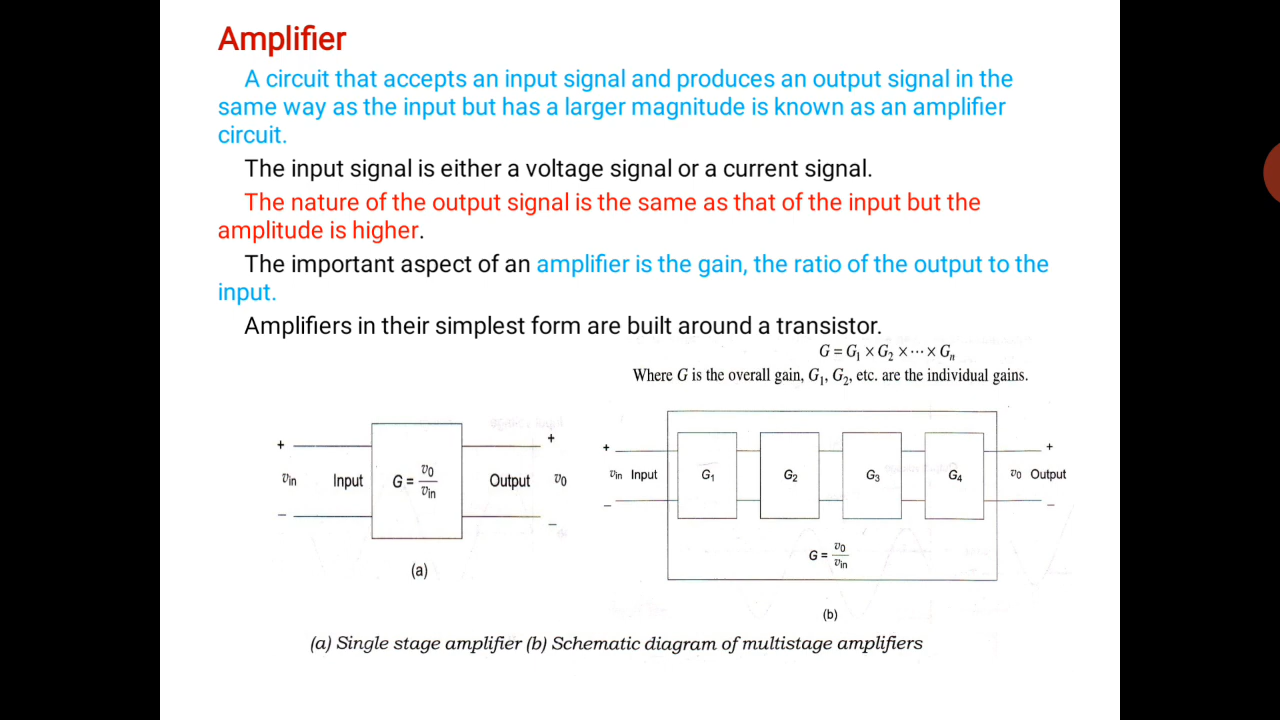 Amplifier
A circuit that accepts an input signal and produces an output signal in the
same way as the input but has a larger magnitude is known as an amplifier
circuit.
The input signal is either a voltage signal or a current signal.
The nature of the output signal is the same as that of the input but the
amplitude is higher.
The important aspect of an amplifier is the gain, the ratio of the output to the
input.
Amplifiers in their simplest form are built around a transistor.
G = G₁ × G₂ × ··· × Gₙ
Where G is the overall gain, G₁, G₂, etc. are the individual gains.
+ +
v_in Input G = v₀/v_in Output v₀
− −
(a)
+ +
v_in Input G₁ G₂ G₃ G₄ v₀ Output
− −
G = v₀/v_in
(b)
(a) Single stage amplifier (b) Schematic diagram of multistage amplifiers